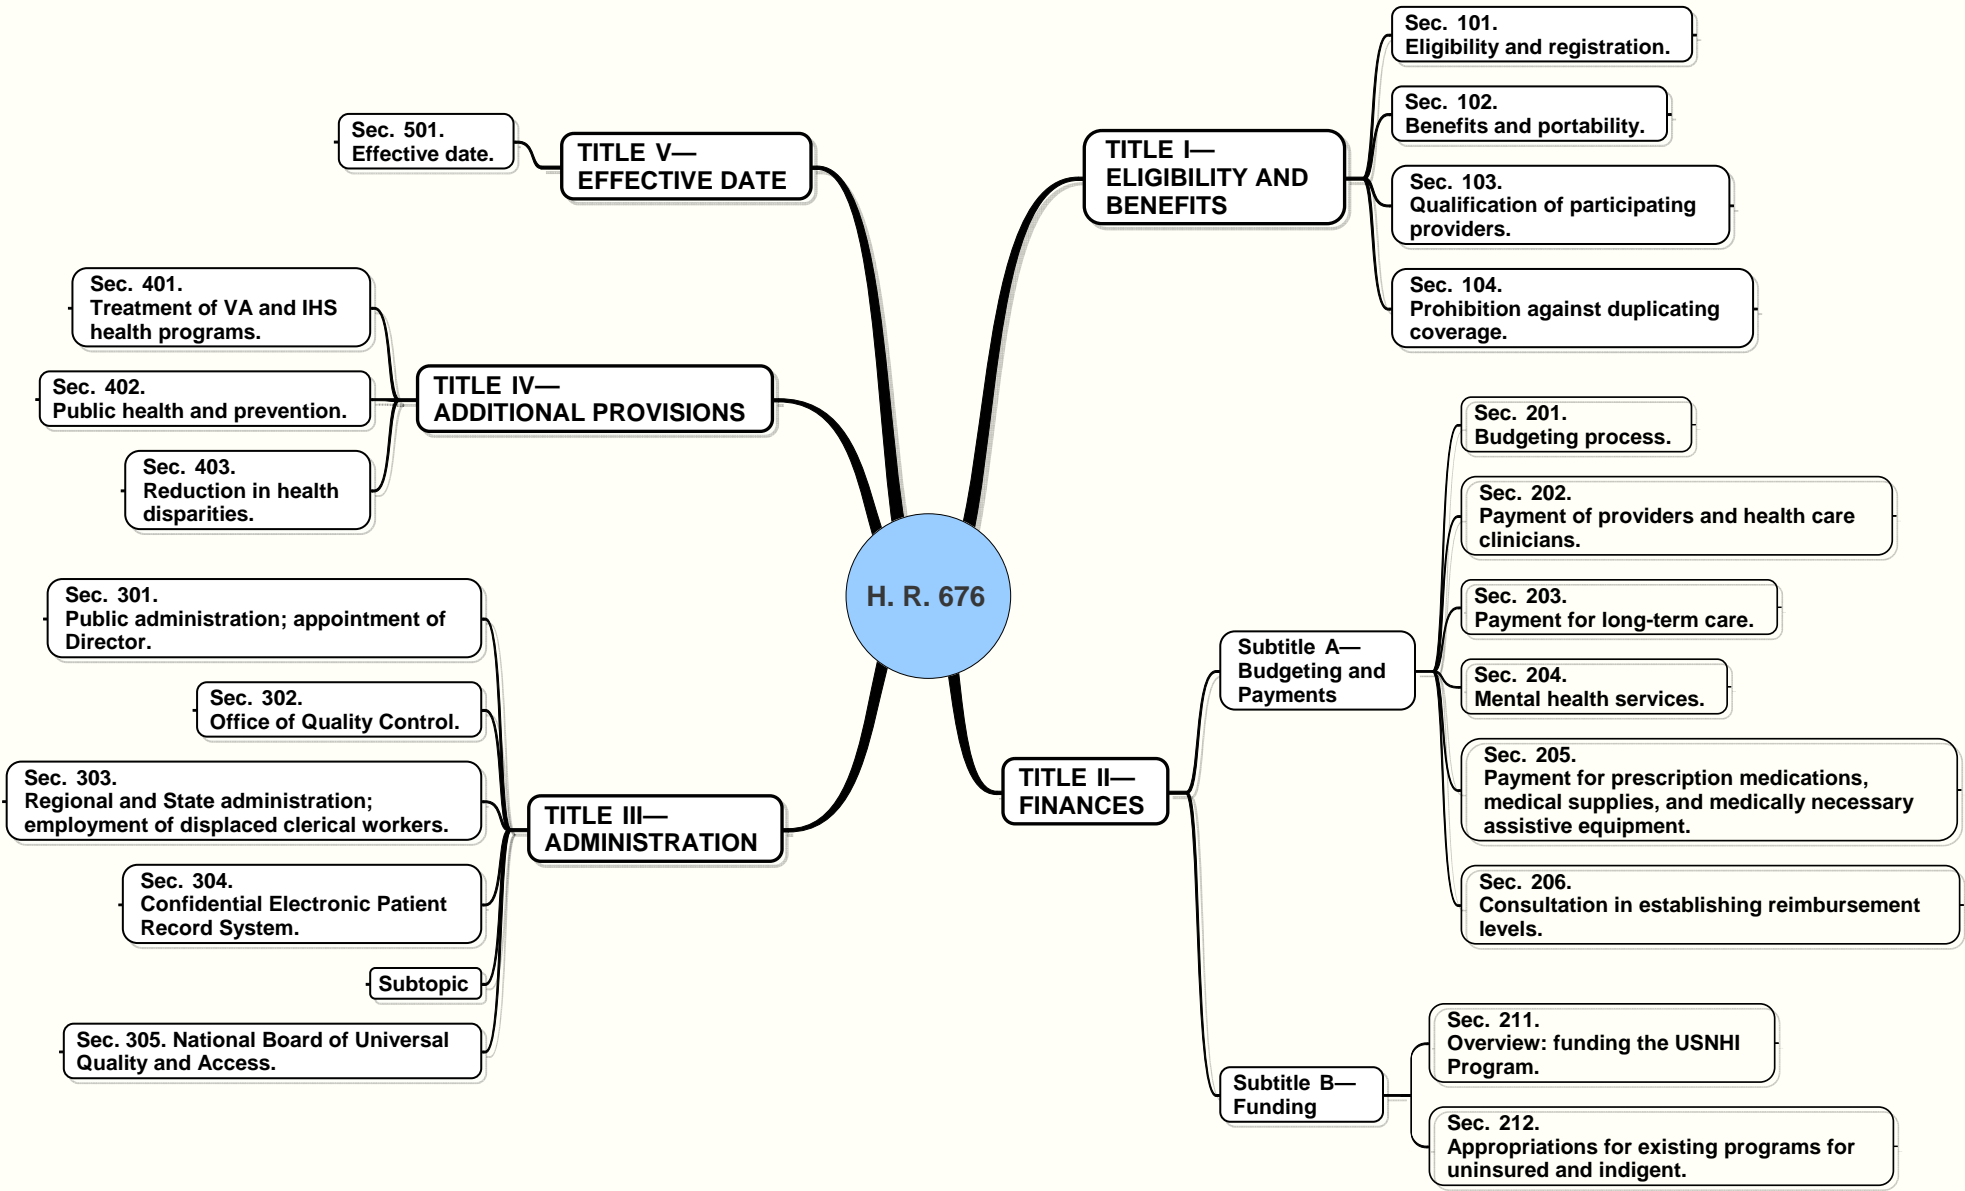 H. R. 676
TITLE I—
ELIGIBILITY AND
BENEFITS
Sec. 101.
Eligibility and registration.
Sec. 102.
Benefits and portability.
Sec. 103.
Qualification of participating
providers.
Sec. 104.
Prohibition against duplicating
coverage.
TITLE II—
FINANCES
Subtitle A—
Budgeting and
Payments
Sec. 201.
Budgeting process.
Sec. 202.
Payment of providers and health care
clinicians.
Sec. 203.
Payment for long-term care.
Sec. 204.
Mental health services.
Sec. 205.
Payment for prescription medications,
medical supplies, and medically necessary
assistive equipment.
Sec. 206.
Consultation in establishing reimbursement
levels.
Subtitle B—
Funding
Sec. 211.
Overview: funding the USNHI
Program.
Sec. 212.
Appropriations for existing programs for
uninsured and indigent.
TITLE III—
ADMINISTRATION
Sec. 301.
Public administration; appointment of
Director.
Sec. 302.
Office of Quality Control.
Sec. 303.
Regional and State administration;
employment of displaced clerical workers.
Sec. 304.
Confidential Electronic Patient
Record System.
Subtopic
Sec. 305. National Board of Universal
Quality and Access.
TITLE IV—
ADDITIONAL PROVISIONS
Sec. 401.
Treatment of VA and IHS
health programs.
Sec. 402.
Public health and prevention.
Sec. 403.
Reduction in health
disparities.
TITLE V—
EFFECTIVE DATE
Sec. 501.
Effective date.